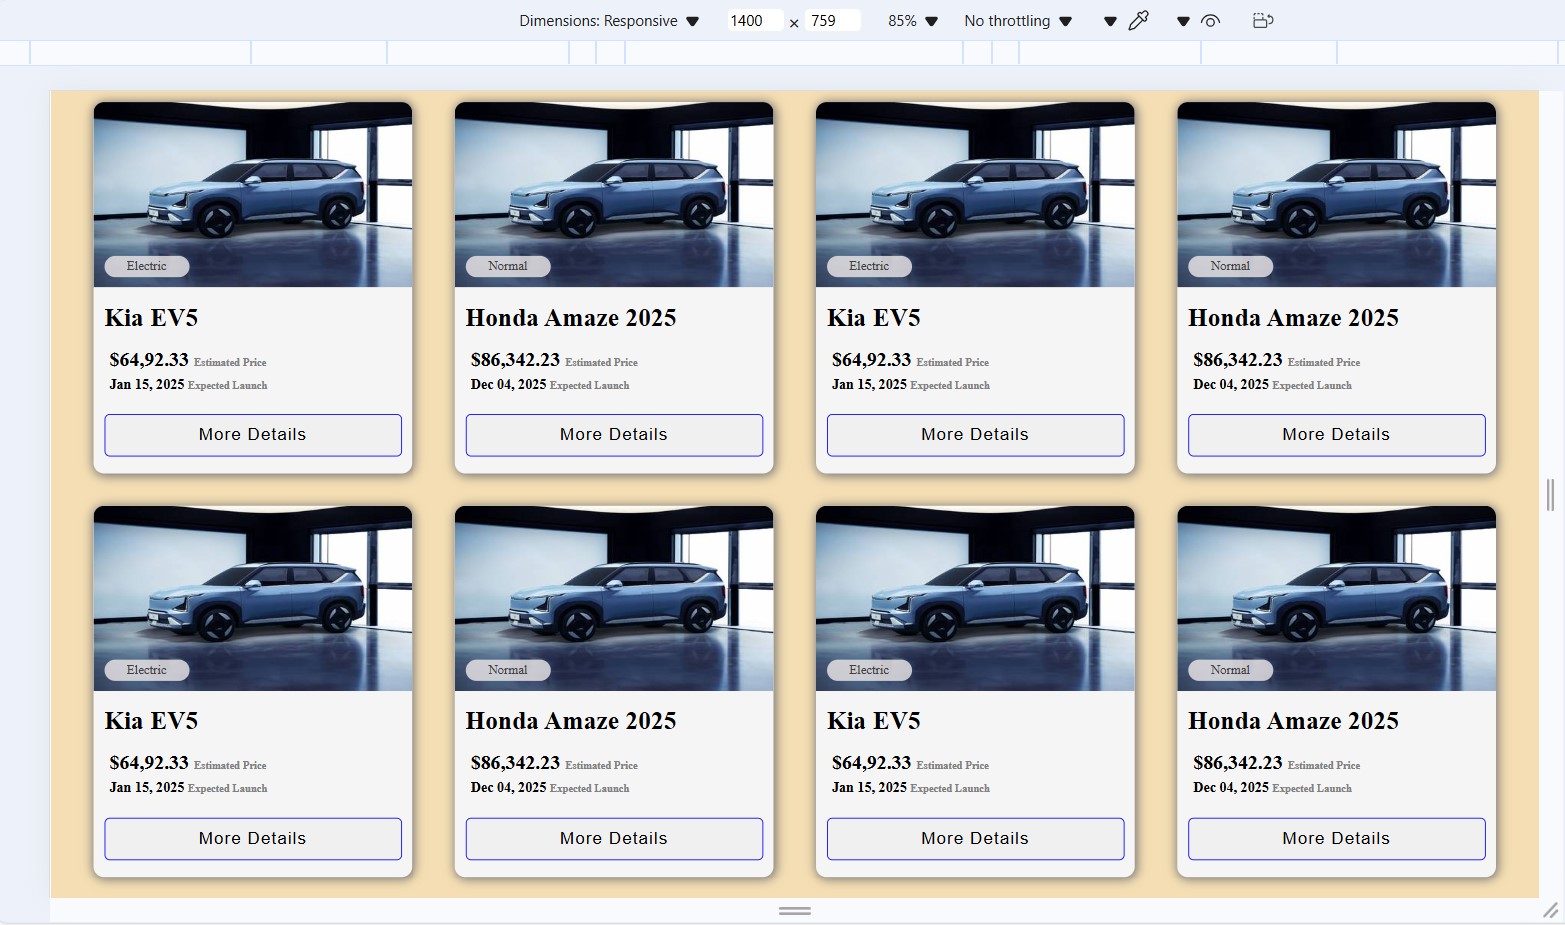 Dimensions: Responsive 1400 × 759 85% No throttling
Electric Normal Electric Normal
Kia EV5 Honda Amaze 2025 Kia EV5 Honda Amaze 2025
$64,92.33 Estimated Price $86,342.23 Estimated Price $64,92.33 Estimated Price $86,342.23 Estimated Price
Jan 15, 2025 Expected Launch Dec 04, 2025 Expected Launch Jan 15, 2025 Expected Launch Dec 04, 2025 Expected Launch
More Details More Details More Details More Details
Electric Normal Electric Normal
Kia EV5 Honda Amaze 2025 Kia EV5 Honda Amaze 2025
$64,92.33 Estimated Price $86,342.23 Estimated Price $64,92.33 Estimated Price $86,342.23 Estimated Price
Jan 15, 2025 Expected Launch Dec 04, 2025 Expected Launch Jan 15, 2025 Expected Launch Dec 04, 2025 Expected Launch
More Details More Details More Details More Details